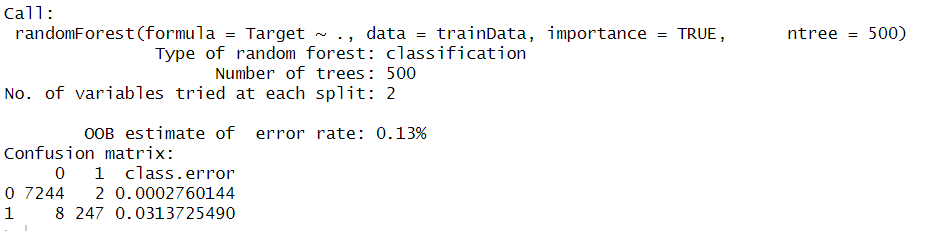 Call:
 randomForest(formula = Target ~ ., data = trainData, importance = TRUE,      ntree = 500)
               Type of random forest: classification
                     Number of trees: 500
No. of variables tried at each split: 2

        OOB estimate of  error rate: 0.13%
Confusion matrix:
     0   1  class.error
0 7244   2 0.0002760144
1    8 247 0.0313725490